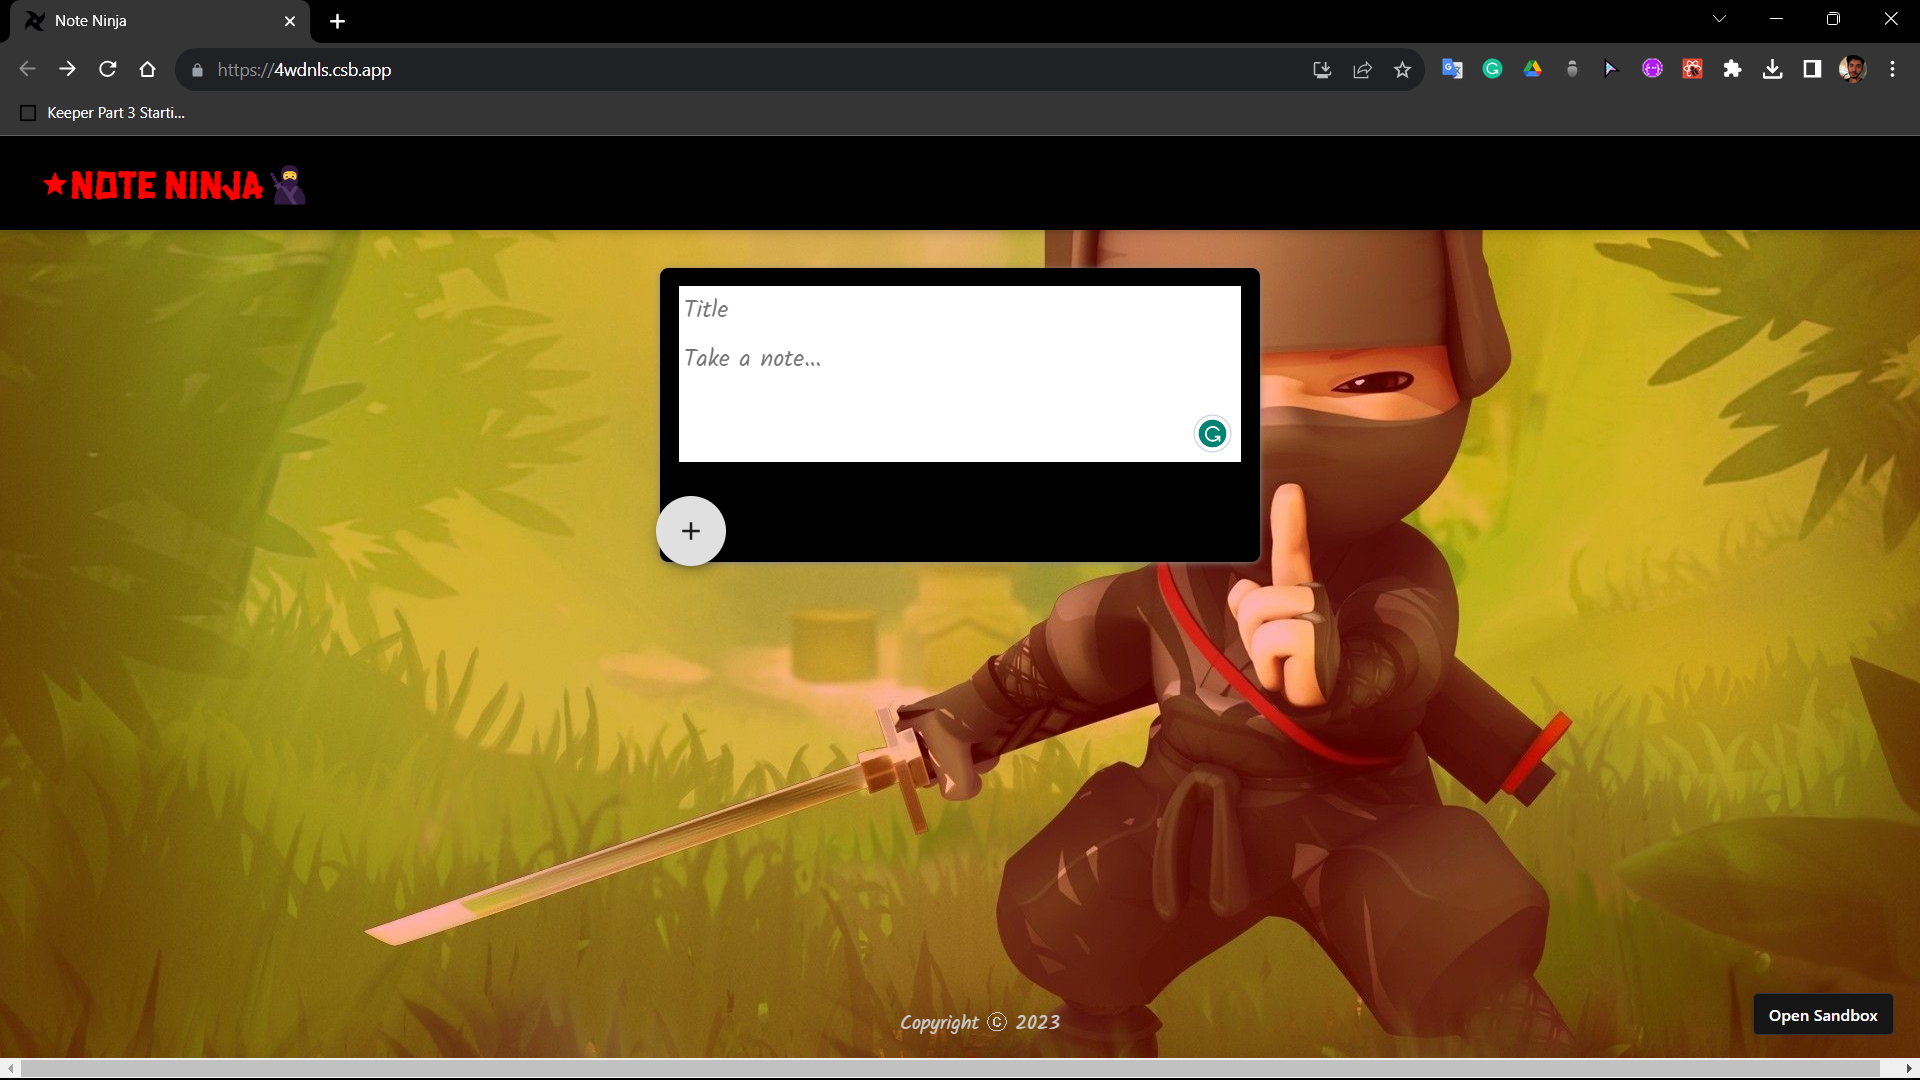 Note Ninja
https://4wdnls.csb.app
Keeper Part 3 Starti...
★NOTE NINJA🥷
Title
Take a note...
+
Copyright © 2023
Open Sandbox